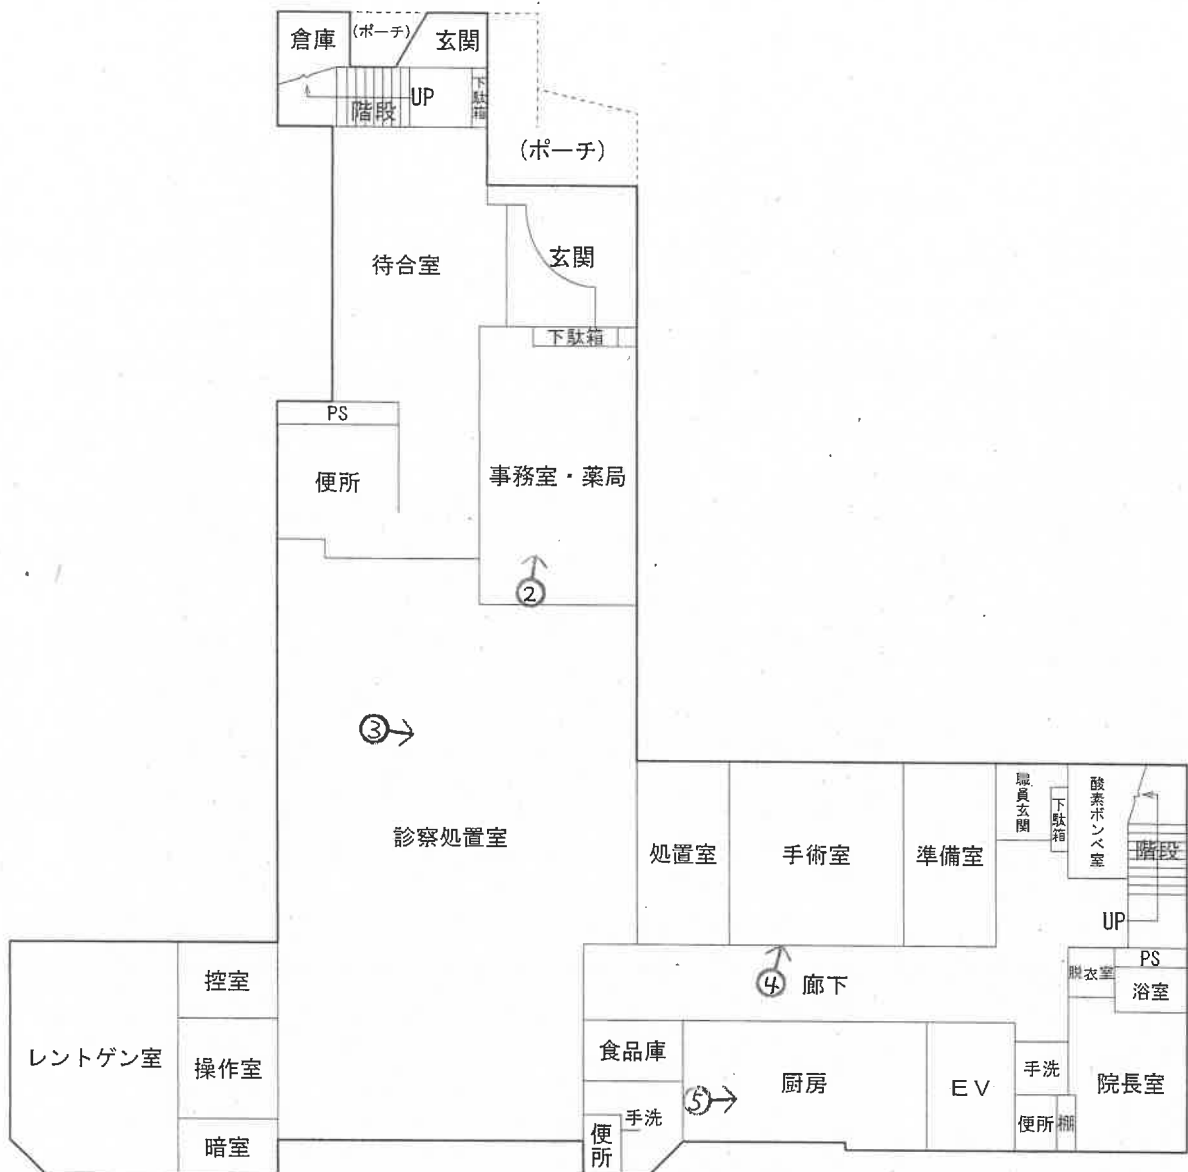 倉庫
(ポーチ)
玄関
下駄箱
UP
階段
(ポーチ)
待合室
玄関
下駄箱
PS
便所
事務室・薬局
②
③
診察処置室
処置室
手術室
準備室
職員玄関
下駄箱
酸素ボンベ室
階段
UP
④
廊下
脱衣室
PS
浴室
控室
レントゲン室
操作室
暗室
食品庫
手洗
便所
⑤
厨房
EV
手洗
便所
棚
院長室